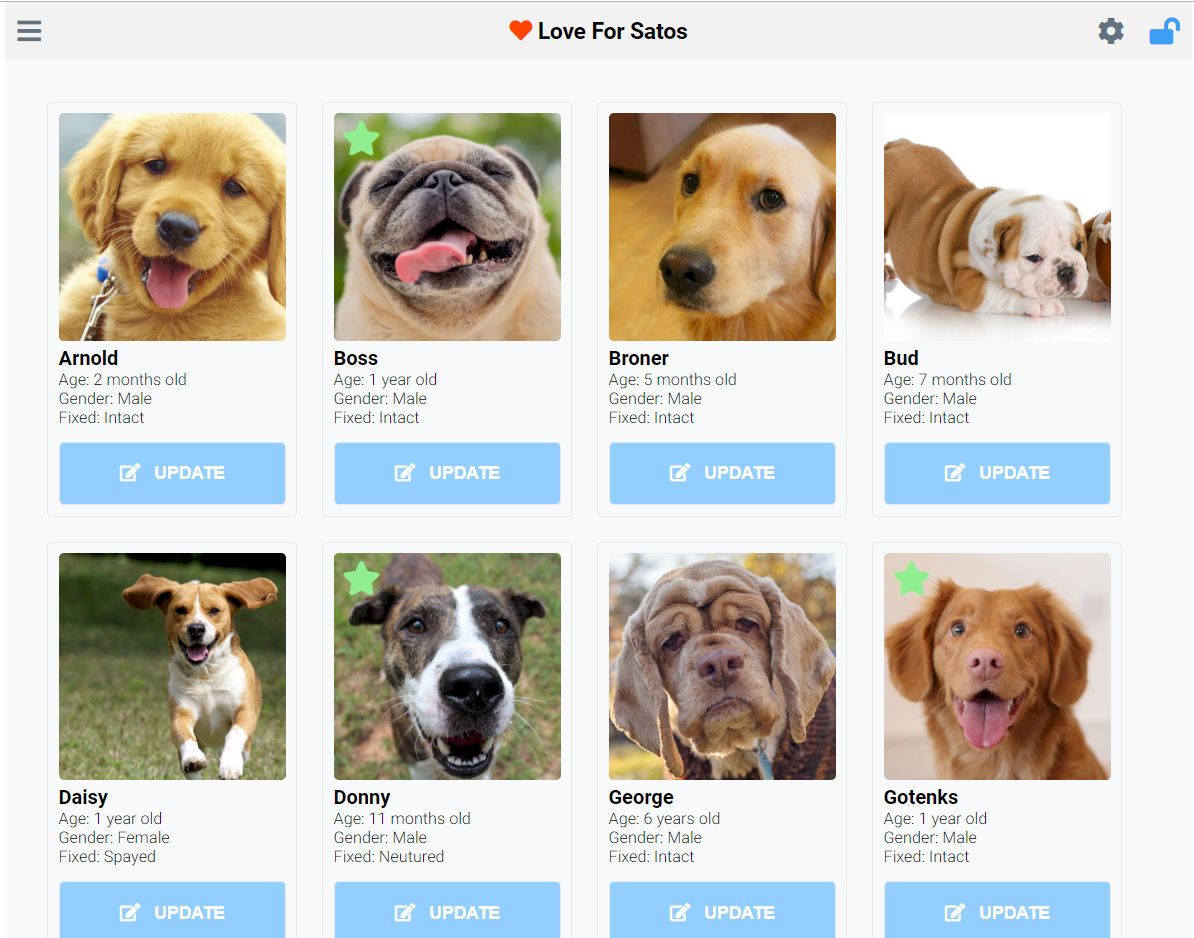 Love For Satos
Arnold
Age: 2 months old
Gender: Male
Fixed: Intact
UPDATE
Boss
Age: 1 year old
Gender: Male
Fixed: Intact
UPDATE
Broner
Age: 5 months old
Gender: Male
Fixed: Intact
UPDATE
Bud
Age: 7 months old
Gender: Male
Fixed: Intact
UPDATE
Daisy
Age: 1 year old
Gender: Female
Fixed: Spayed
UPDATE
Donny
Age: 11 months old
Gender: Male
Fixed: Neutured
UPDATE
George
Age: 6 years old
Gender: Male
Fixed: Intact
UPDATE
Gotenks
Age: 1 year old
Gender: Male
Fixed: Intact
UPDATE